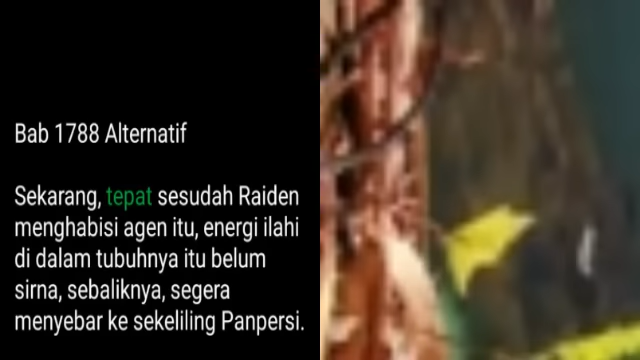 Bab 1788 Alternatif
Sekarang, tepat sesudah Raiden
menghabisi agen itu, energi ilahi
di dalam tubuhnya itu belum
sirna, sebaliknya, segera
menyebar ke sekeliling Panpersi.